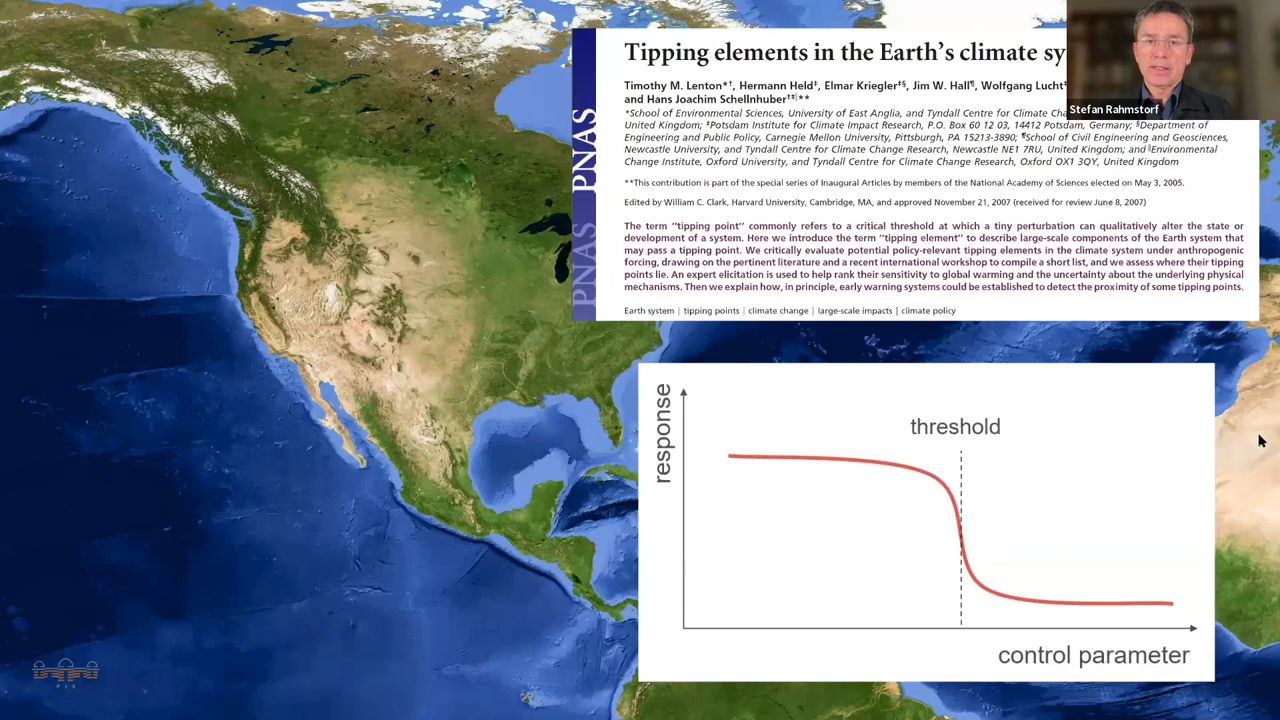 Tipping elements in the Earth's climate sy
Timothy M. Lenton*†, Hermann Held‡, Elmar Kriegler‡§, Jim W. Hall¶, Wolfgang Lucht‡
and Hans Joachim Schellnhuber†‡‖**
Stefan Rahmstorf
*School of Environmental Sciences, University of East Anglia, and Tyndall Centre for Climate Cha
United Kingdom; ‡Potsdam Institute for Climate Impact Research, P.O. Box 60 12 03, 14412 Potsdam, Germany; §Department of
Engineering and Public Policy, Carnegie Mellon University, Pittsburgh, PA 15213-3890; ¶School of Civil Engineering and Geosciences,
Newcastle University, and Tyndall Centre for Climate Change Research, Newcastle NE1 7RU, United Kingdom; and ‖Environmental
Change Institute, Oxford University, and Tyndall Centre for Climate Change Research, Oxford OX1 3QY, United Kingdom
**This contribution is part of the special series of Inaugural Articles by members of the National Academy of Sciences elected on May 3, 2005.
Edited by William C. Clark, Harvard University, Cambridge, MA, and approved November 21, 2007 (received for review June 8, 2007)
The term "tipping point" commonly refers to a critical threshold at which a tiny perturbation can qualitatively alter the state or
development of a system. Here we introduce the term "tipping element" to describe large-scale components of the Earth system that
may pass a tipping point. We critically evaluate potential policy-relevant tipping elements in the climate system under anthropogenic
forcing, drawing on the pertinent literature and a recent international workshop to compile a short list, and we assess where their tipping
points lie. An expert elicitation is used to help rank their sensitivity to global warming and the uncertainty about the underlying physical
mechanisms. Then we explain how, in principle, early warning systems could be established to detect the proximity of some tipping points.
Earth system | tipping points | climate change | large-scale impacts | climate policy
PNAS
PNAS
response
threshold
control parameter
PIK